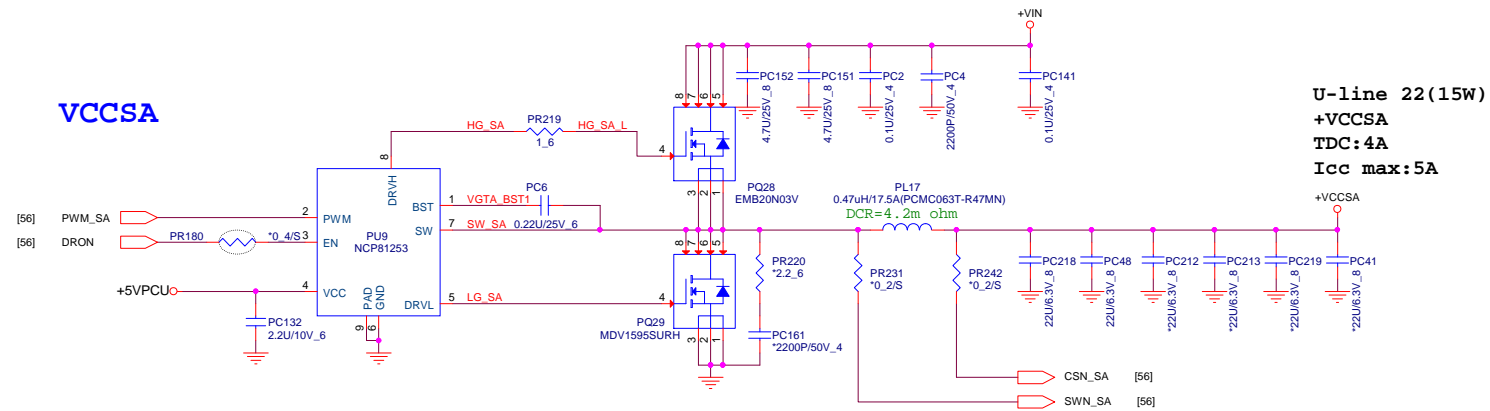 VCCSA
+VIN
PC152
4.7U/25V_8
PC151
4.7U/25V_8
PC2
0.1U/25V_4
PC4
2200P/50V_4
PC141
0.1U/25V_4
U-line 22(15W)
+VCCSA
TDC:4A
Icc max:5A
HG_SA
PR219
1_6
HG_SA_L
8
7
6
5
4
3
2
1
PQ28
EMB20N03V
8
DRVH
PU9
NCP81253
[56]
PWM_SA
2
PWM
[56]
DRON
PR180
*0_4/S
3
EN
+5VPCU
4
VCC
PC132
2.2U/10V_6
PAD
GND
9
6
BST
1
VGTA_BST1
PC6
0.22U/25V_6
SW
7
SW_SA
DRVL
5
LG_SA
8
7
6
5
4
3
2
1
PQ29
MDV1595SURH
PR220
*2.2_6
PC161
*2200P/50V_4
PL17
0.47uH/17.5A(PCMC063T-R47MN)
DCR=4.2m ohm
PR231
*0_2/S
PR242
*0_2/S
+VCCSA
PC218
22U/6.3V_8
PC48
22U/6.3V_8
PC212
*22U/6.3V_8
PC213
*22U/6.3V_8
PC219
*22U/6.3V_8
PC41
*22U/6.3V_8
CSN_SA
[56]
SWN_SA
[56]